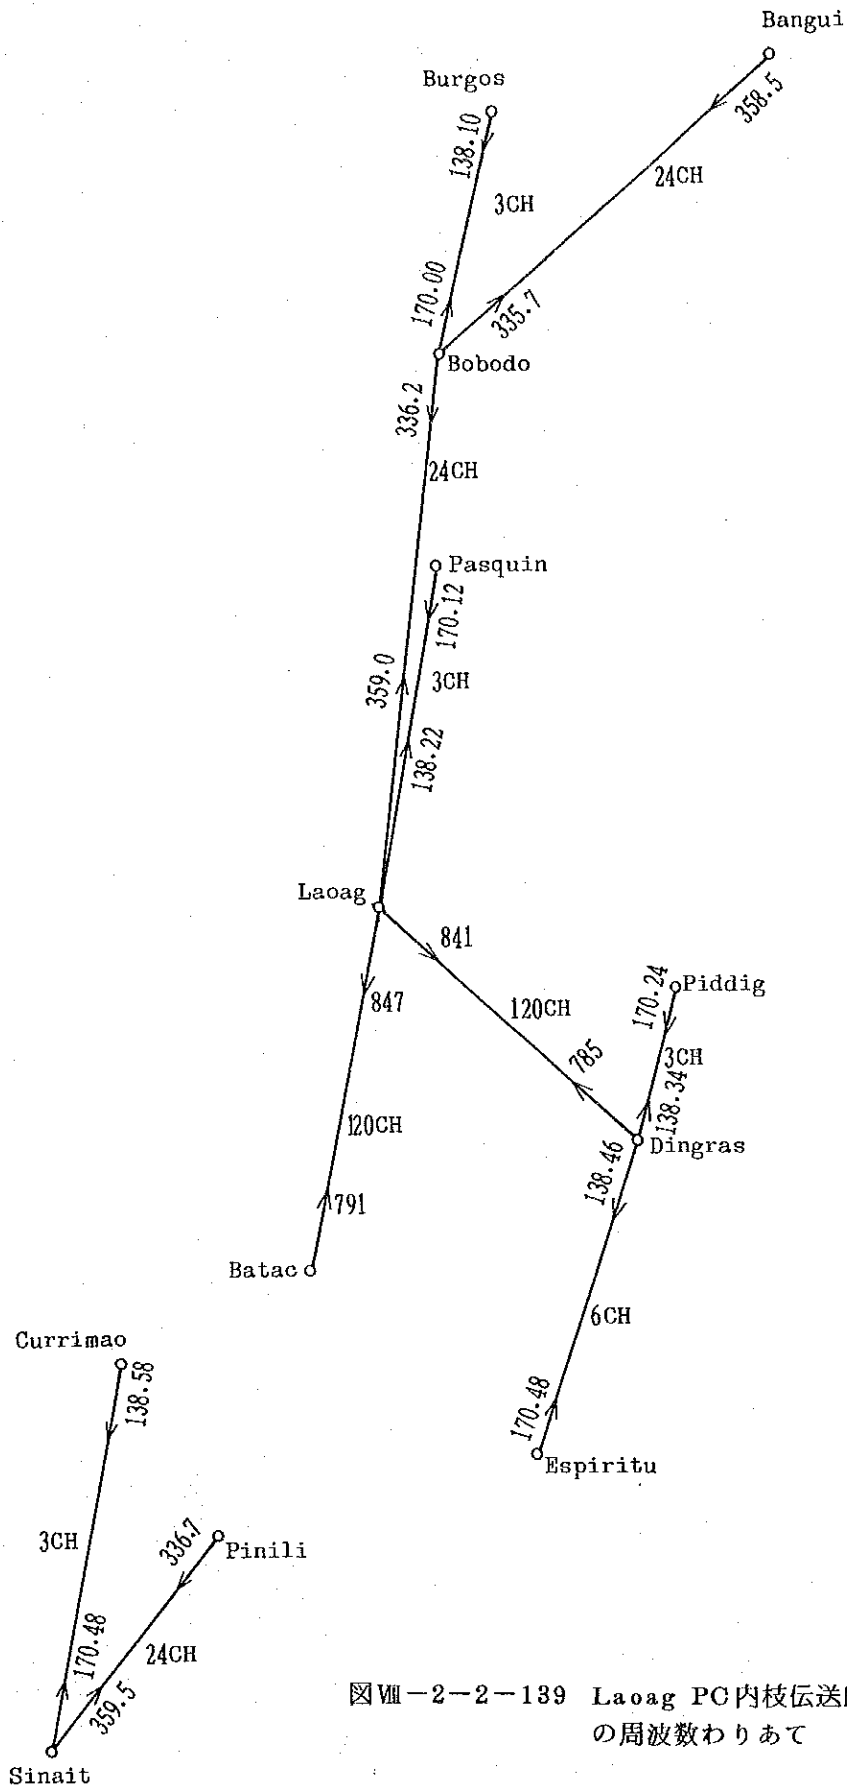 Bangui
Burgos
358.5
138.10
24CH
3CH
170.00
335.7
Bobodo
336.2
24CH
Pasquin
170.12
359.0
3CH
138.22
Laoag
841
847
170.24
Piddig
120CH
785
3CH
138.34
120CH
138.46
Dingras
791
Batac
6CH
Currimao
138.58
170.48
Espiritu
336.7
3CH
Pinili
170.48
24CH
359.5
図Ⅷ-2-2-139 Laoag PC内枝伝送
の周波数わりあて
Sinait